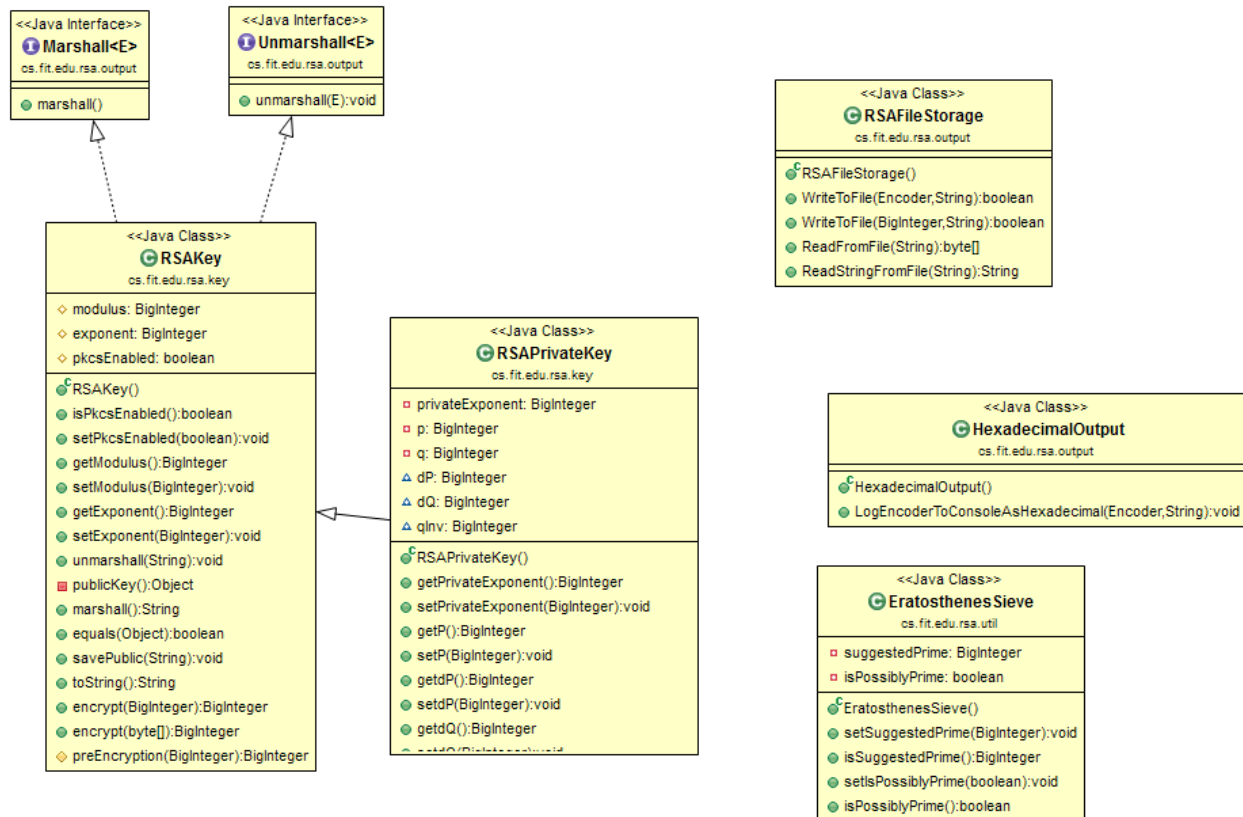 <<Java Interface>>
Marshall<E>
cs.fit.edu.rsa.output
marshall()
<<Java Interface>>
Unmarshall<E>
cs.fit.edu.rsa.output
unmarshall(E):void
<<Java Class>>
RSAKey
cs.fit.edu.rsa.key
modulus: BigInteger
exponent: BigInteger
pkcsEnabled: boolean
RSAKey()
isPkcsEnabled():boolean
setPkcsEnabled(boolean):void
getModulus():BigInteger
setModulus(BigInteger):void
getExponent():BigInteger
setExponent(BigInteger):void
unmarshall(String):void
publicKey():Object
marshall():String
equals(Object):boolean
savePublic(String):void
toString():String
encrypt(BigInteger):BigInteger
encrypt(byte[]):BigInteger
preEncryption(BigInteger):BigInteger
<<Java Class>>
RSAPrivateKey
cs.fit.edu.rsa.key
privateExponent: BigInteger
p: BigInteger
q: BigInteger
dP: BigInteger
dQ: BigInteger
qInv: BigInteger
RSAPrivateKey()
getPrivateExponent():BigInteger
setPrivateExponent(BigInteger):void
getP():BigInteger
setP(BigInteger):void
getdP():BigInteger
setdP(BigInteger):void
getdQ():BigInteger
setdQ(BigInteger):void
<<Java Class>>
RSAFileStorage
cs.fit.edu.rsa.output
RSAFileStorage()
WriteToFile(Encoder,String):boolean
WriteToFile(BigInteger,String):boolean
ReadFromFile(String):byte[]
ReadStringFromFile(String):String
<<Java Class>>
HexadecimalOutput
cs.fit.edu.rsa.output
HexadecimalOutput()
LogEncoderToConsoleAsHexadecimal(Encoder,String):void
<<Java Class>>
EratosthenesSieve
cs.fit.edu.rsa.util
suggestedPrime: BigInteger
isPossiblyPrime: boolean
EratosthenesSieve()
setSuggestedPrime(BigInteger):void
isSuggestedPrime():BigInteger
setIsPossiblyPrime(boolean):void
isPossiblyPrime():boolean